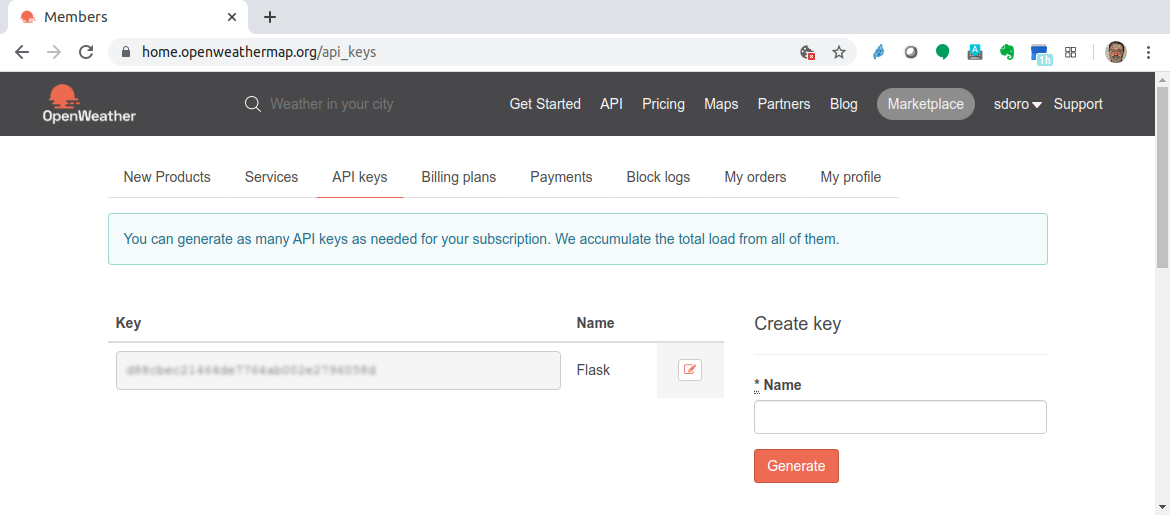 Members
home.openweathermap.org/api_keys
1h
OpenWeather
Weather in your city
Get Started API Pricing Maps Partners Blog Marketplace sdoro Support
New Products Services API keys Billing plans Payments Block logs My orders My profile
You can generate as many API keys as needed for your subscription. We accumulate the total load from all of them.
Key Name Create key
Flask
* Name
Generate